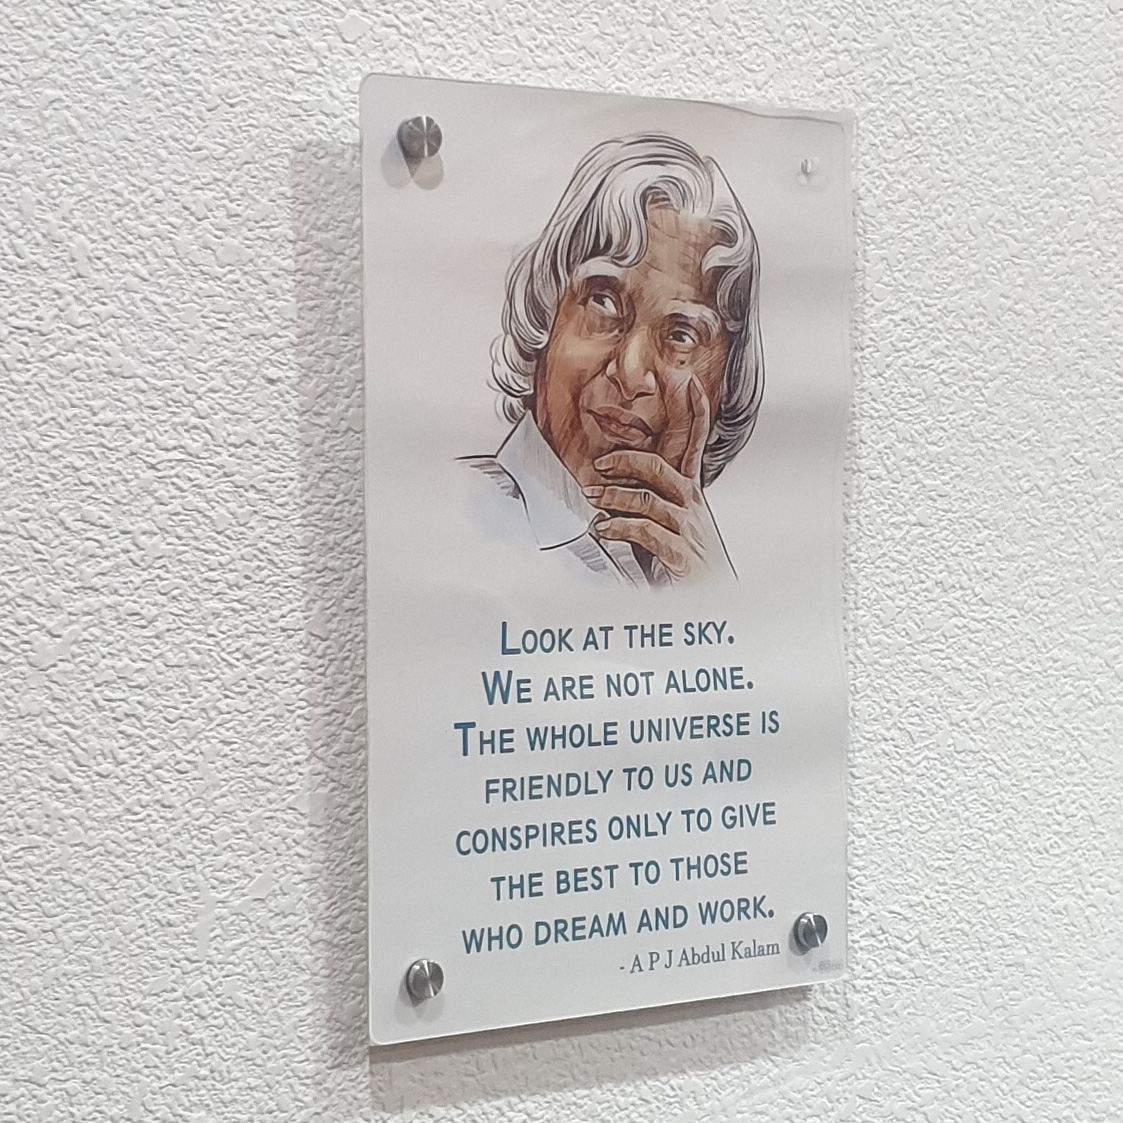 LOOK AT THE SKY.
WE ARE NOT ALONE.
THE WHOLE UNIVERSE IS
FRIENDLY TO US AND
CONSPIRES ONLY TO GIVE
THE BEST TO THOSE
WHO DREAM AND WORK.
- A P J Abdul Kalam